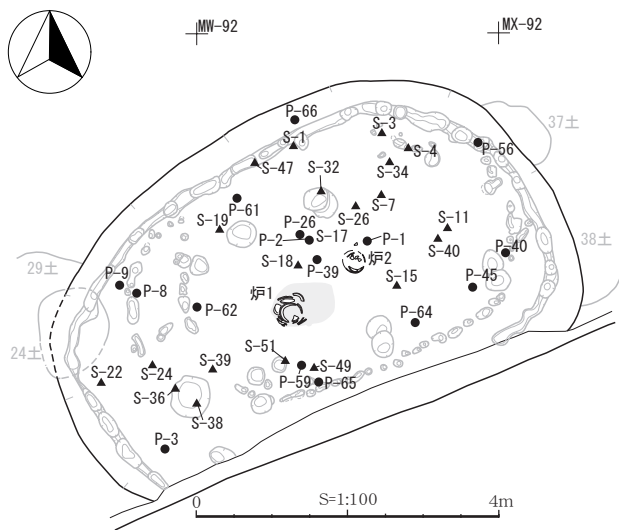 MW-92
MX-92
P-66
S-1
S-3
37土
S-4
P-56
S-47
S-32
S-34
P-61
S-7
S-26
S-19
P-26
S-11
P-2
S-17
P-1
S-40
P-40
38土
S-18
P-39
炉2
29土
P-9
P-8
炉1
S-15
P-45
P-62
P-64
24土
S-51
S-49
S-39
S-22
S-24
P-59
P-65
S-36
S-38
P-3
0
S=1:100
4m